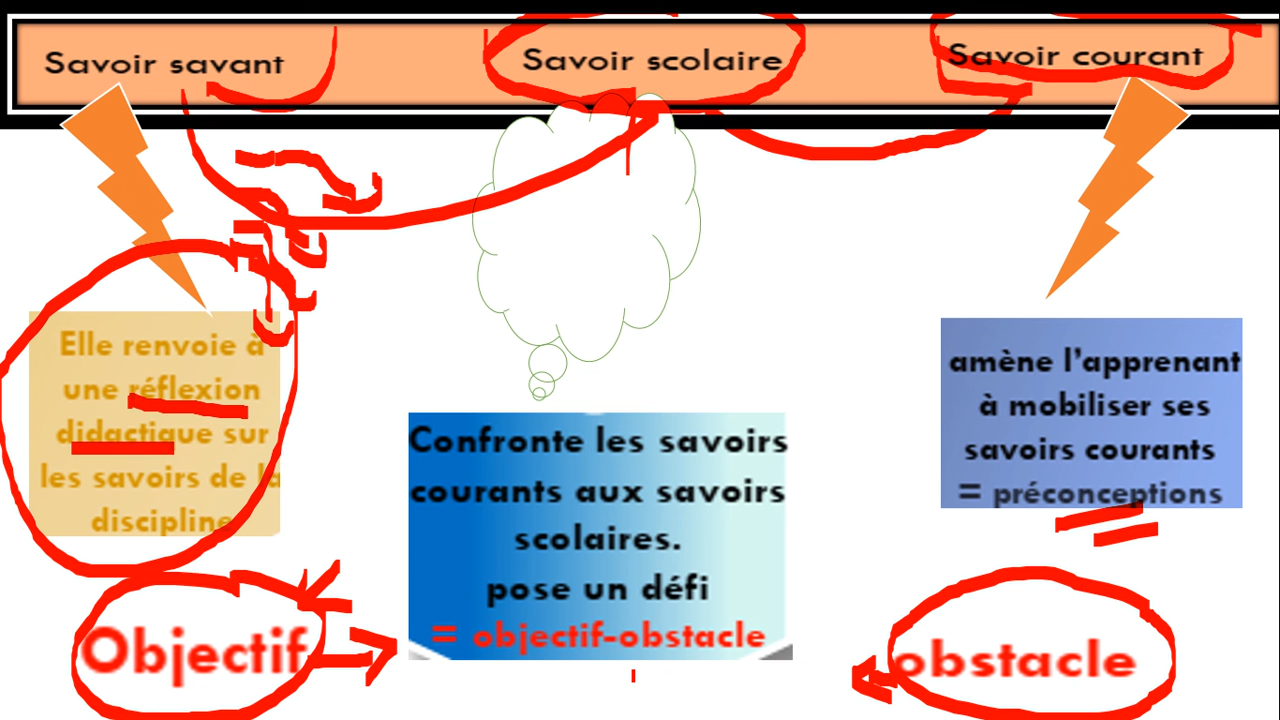 Savoir savant
Savoir scolaire
Savoir courant
Elle renvoie à
une réflexion
didactique sur
les savoirs de la
discipline
Confronte les savoirs
courants aux savoirs
scolaires.
pose un défi
= objectif-obstacle
amène l'apprenant
à mobiliser ses
savoirs courants
= préconceptions
Objectif
obstacle